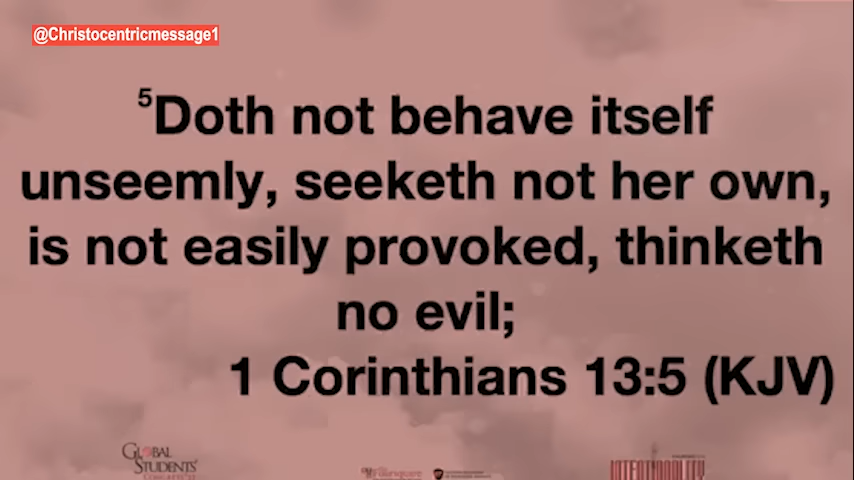 @Christocentricmessage1
⁵Doth not behave itself
unseemly, seeketh not her own,
is not easily provoked, thinketh
no evil;
1 Corinthians 13:5 (KJV)
GLOBAL
STUDENTS'
INTENTIONALITY